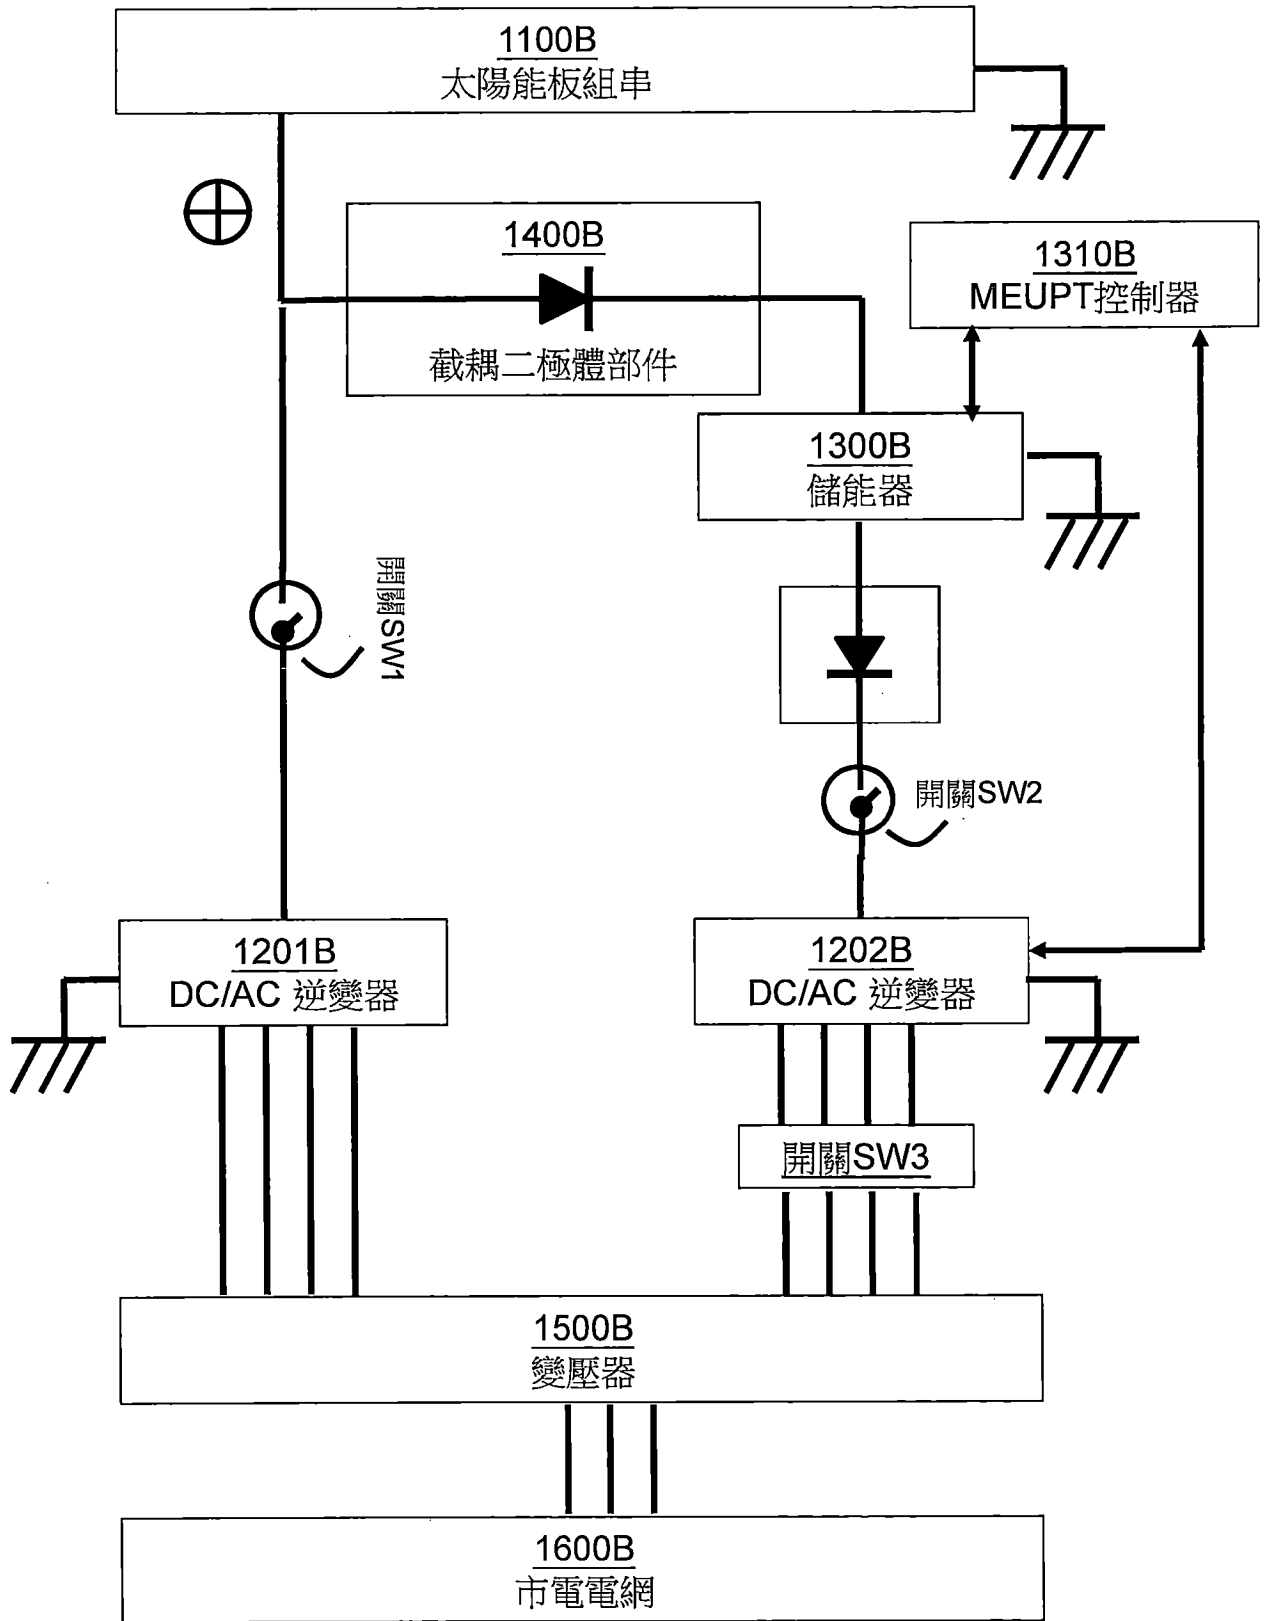 1100B
太陽能板組串
1400B
截耦二極體部件
1310B
MEUPT控制器
1300B
儲能器
開關SW1
開關SW2
1201B
DC/AC 逆變器
1202B
DC/AC 逆變器
開關SW3
1500B
變壓器
1600B
市電電網